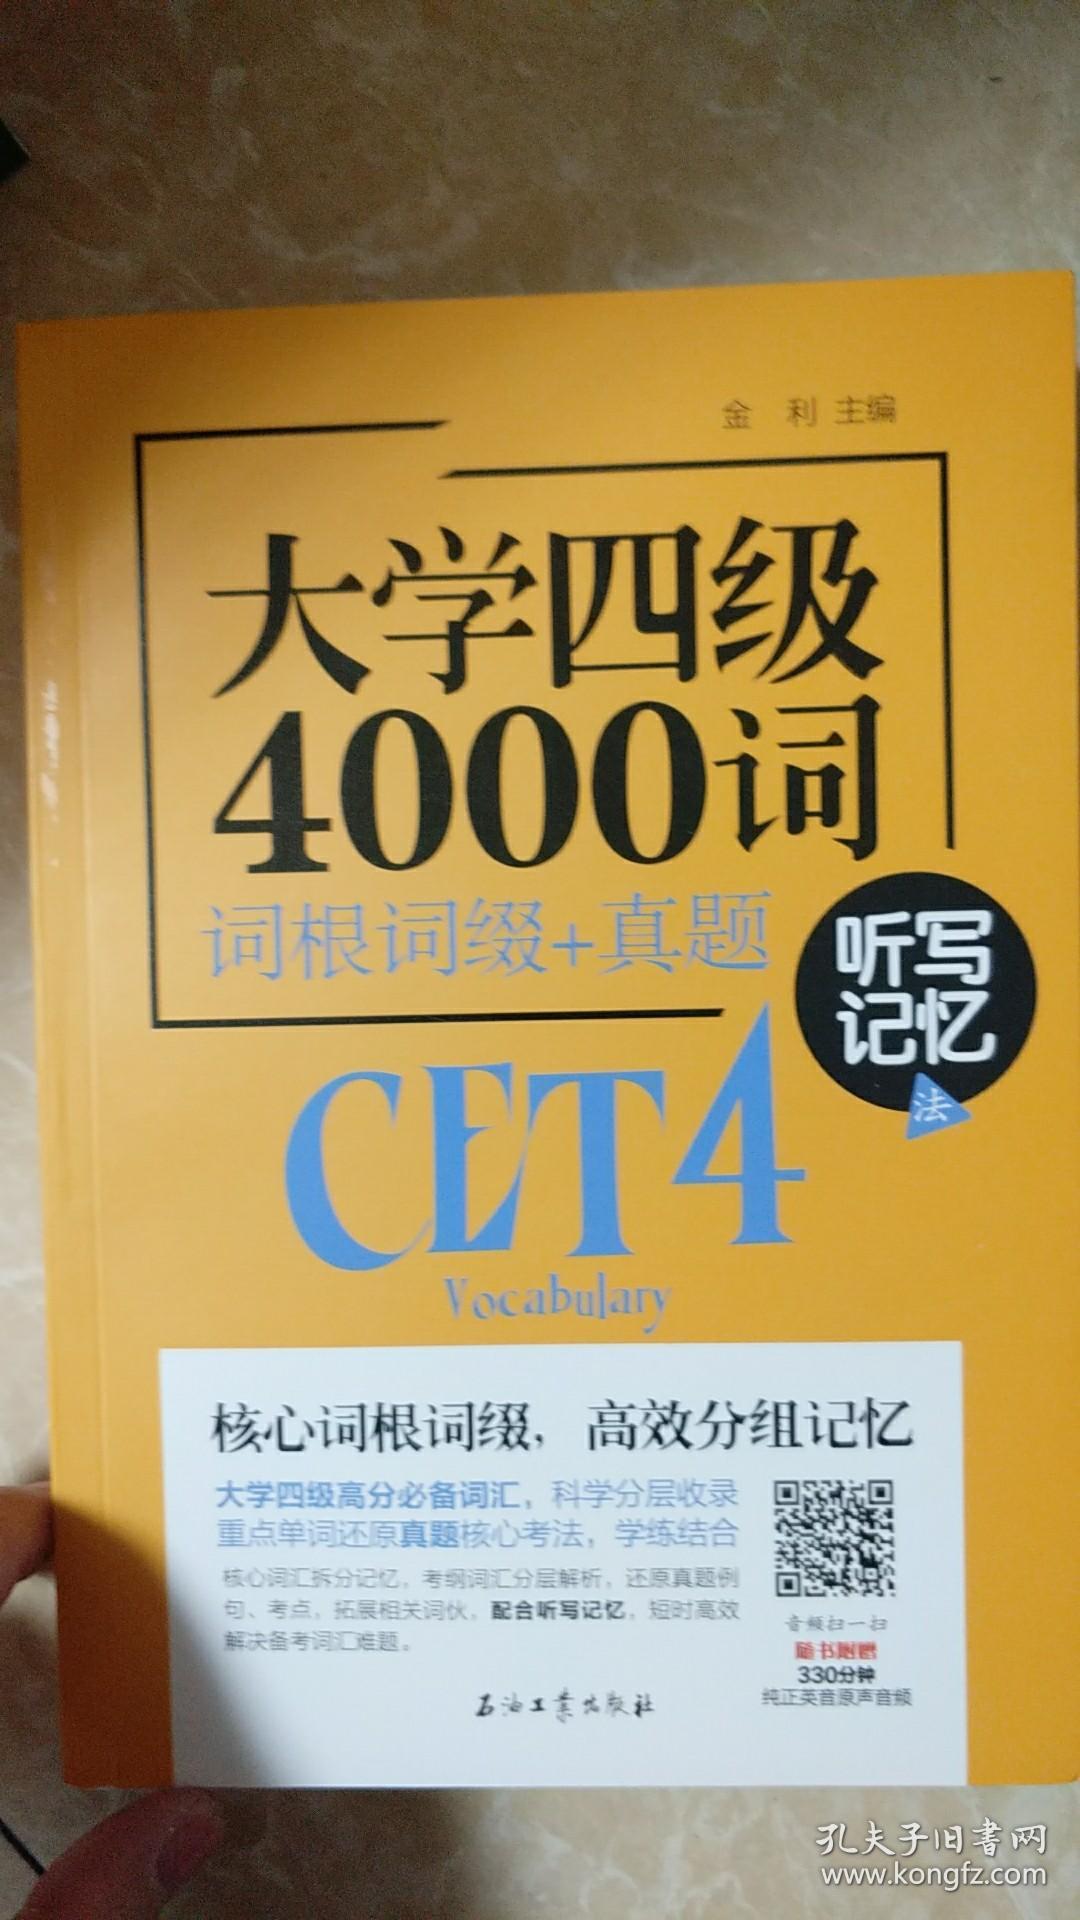 金 利 主编
大学四级
4000词
词根词缀+真题
听写
记忆
法
CET4
Vocabulary
核心词根词缀，高效分组记忆
大学四级高分必备词汇，科学分层收录
重点单词还原真题核心考法，学练结合
核心词汇拆分记忆，考纲词汇分层解析，还原真题例
句、考点，拓展相关词伙，配合听写记忆，短时高效
解决备考词汇难题。
音频扫一扫
随书附赠
330分钟
纯正英音原声音频
石油工业出版社
孔夫子旧書网
www.kongfz.com